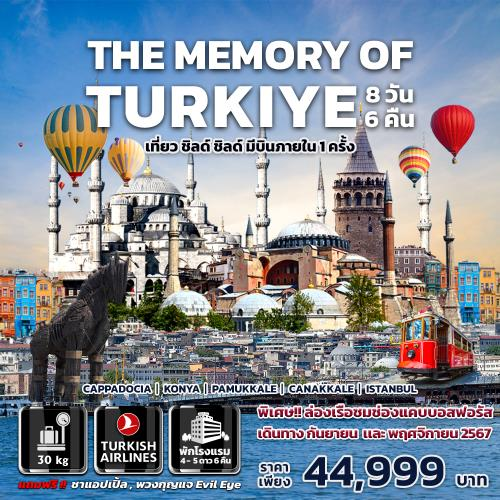 THE MEMORY OF
TURKIYE
8 วัน
6 คืน
เที่ยว ชิลด์ ชิลด์ มีบินภายใน 1 ครั้ง
CAPPADOCIA | KONYA | PAMUKKALE | CANAKKALE | ISTANBUL
30 kg
TURKISH
AIRLINES
พักโรงแรม
4 - 5 ดาว 6 คืน
พิเศษ!! ล่องเรือชมช่องแคบบอสฟอรัส
เดินทาง กันยายน และ พฤศจิกายน 2567
แถมฟรี !! ชาแอปเปิ้ล , พวงกุญแจ Evil Eye
ราคา
เพียง
44,999 บาท